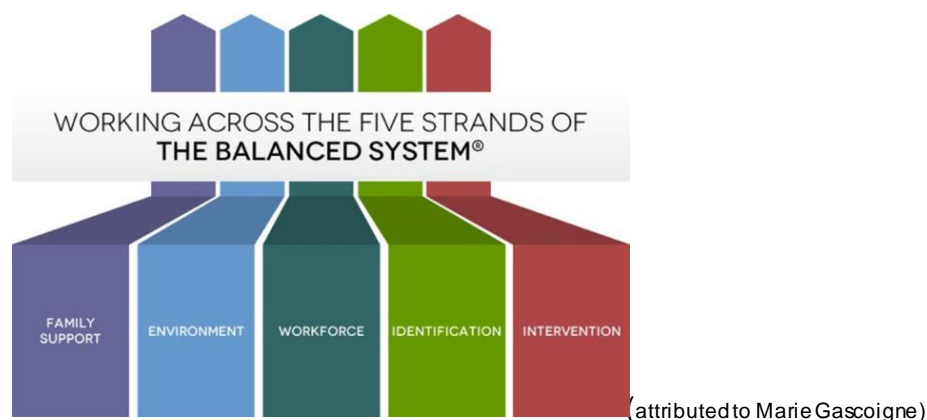 WORKING ACROSS THE FIVE STRANDS OF
THE BALANCED SYSTEM®
FAMILY
SUPPORT
ENVIRONMENT
WORKFORCE
IDENTIFICATION
INTERVENTION
(attributed to Marie Gascoigne)